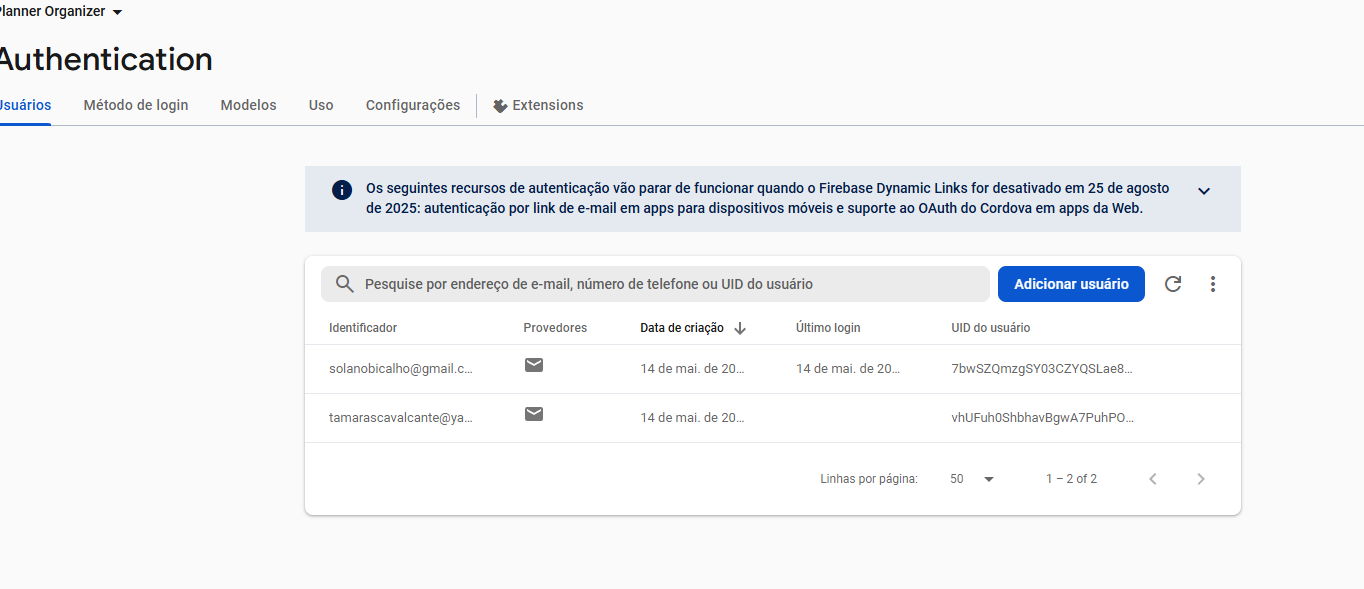 Planner Organizer
Authentication
Usuários Método de login Modelos Uso Configurações Extensions
Os seguintes recursos de autenticação vão parar de funcionar quando o Firebase Dynamic Links for desativado em 25 de agosto
de 2025: autenticação por link de e-mail em apps para dispositivos móveis e suporte ao OAuth do Cordova em apps da Web.
Pesquise por endereço de e-mail, número de telefone ou UID do usuário Adicionar usuário
Identificador Provedores Data de criação Último login UID do usuário
solanobicalho@gmail.c... 14 de mai. de 20... 14 de mai. de 20... 7bwSZQmzgSY03CZYQSLae8...
tamarascavalcante@ya... 14 de mai. de 20... vhUFuh0ShbhavBgwA7PuhPO...
Linhas por página: 50 1 – 2 of 2